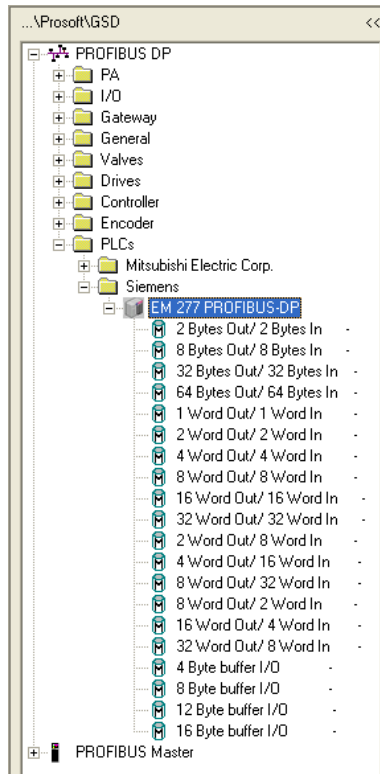 ...\Prosoft\GSD <<
PROFIBUS DP
PA
I/O
Gateway
General
Valves
Drives
Controller
Encoder
PLCs
Mitsubishi Electric Corp.
Siemens
EM 277 PROFIBUS-DP
2 Bytes Out/ 2 Bytes In -
8 Bytes Out/ 8 Bytes In -
32 Bytes Out/ 32 Bytes In -
64 Bytes Out/ 64 Bytes In -
1 Word Out/ 1 Word In -
2 Word Out/ 2 Word In -
4 Word Out/ 4 Word In -
8 Word Out/ 8 Word In -
16 Word Out/ 16 Word In -
32 Word Out/ 32 Word In -
2 Word Out/ 8 Word In -
4 Word Out/ 16 Word In -
8 Word Out/ 32 Word In -
8 Word Out/ 2 Word In -
16 Word Out/ 4 Word In -
32 Word Out/ 8 Word In -
4 Byte buffer I/O -
8 Byte buffer I/O -
12 Byte buffer I/O -
16 Byte buffer I/O -
PROFIBUS Master